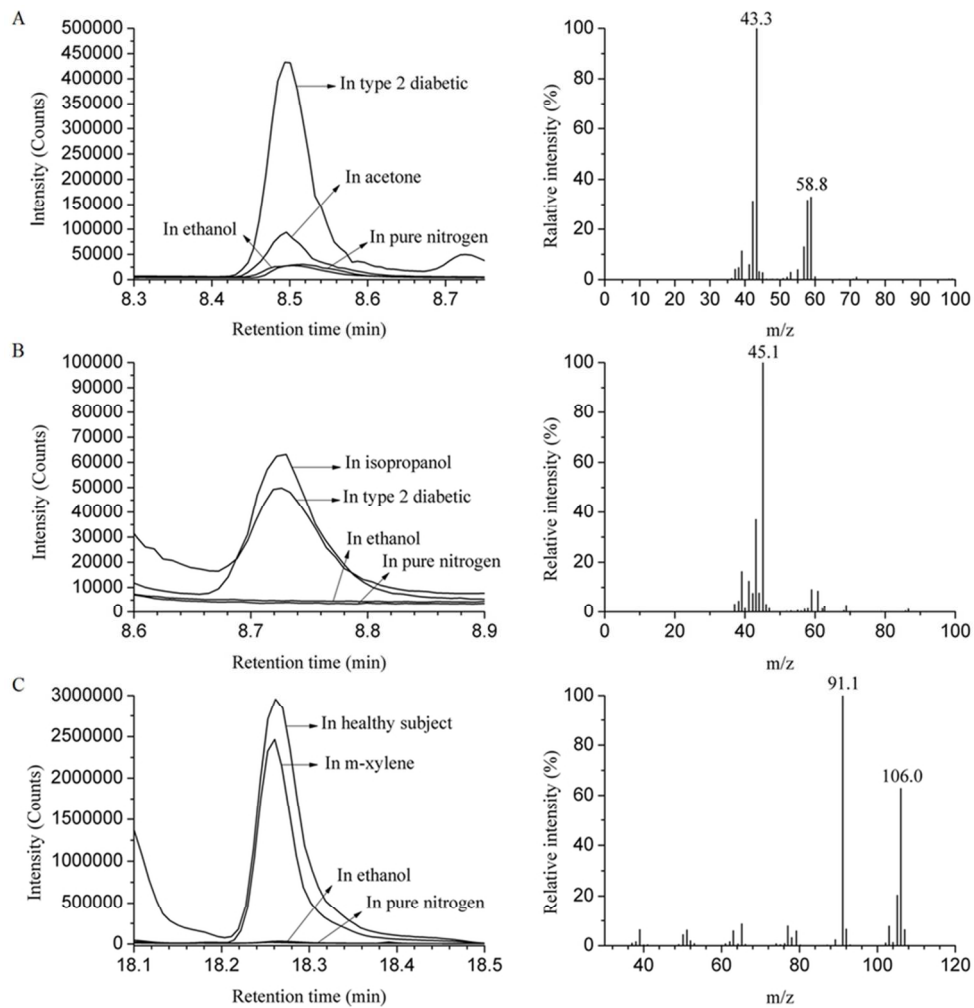 A
Intensity (Counts)
500000
450000
400000
350000
300000
250000
200000
150000
100000
50000
0
In type 2 diabetic
In acetone
In ethanol
In pure nitrogen
8.3 8.4 8.5 8.6 8.7
Retention time (min)
Ralative intensity (%)
100
80
60
40
20
0
43.3
58.8
0 10 20 30 40 50 60 70 80 90 100
m/z
B
Intensity (Counts)
100000
90000
80000
70000
60000
50000
40000
30000
20000
10000
0
In isopropanol
In type 2 diabetic
In ethanol
In pure nitrogen
8.6 8.7 8.8 8.9
Retention time (min)
Relative intensity (%)
100
80
60
40
20
0
45.1
0 20 40 60 80 100
m/z
C
Intensity (Counts)
3000000
2500000
2000000
1500000
1000000
500000
0
In healthy subject
In m-xylene
In ethanol
In pure nitrogen
18.1 18.2 18.3 18.4 18.5
Retention time (min)
Relative intensity (%)
100
80
60
40
20
0
91.1
106.0
40 60 80 100 120
m/z